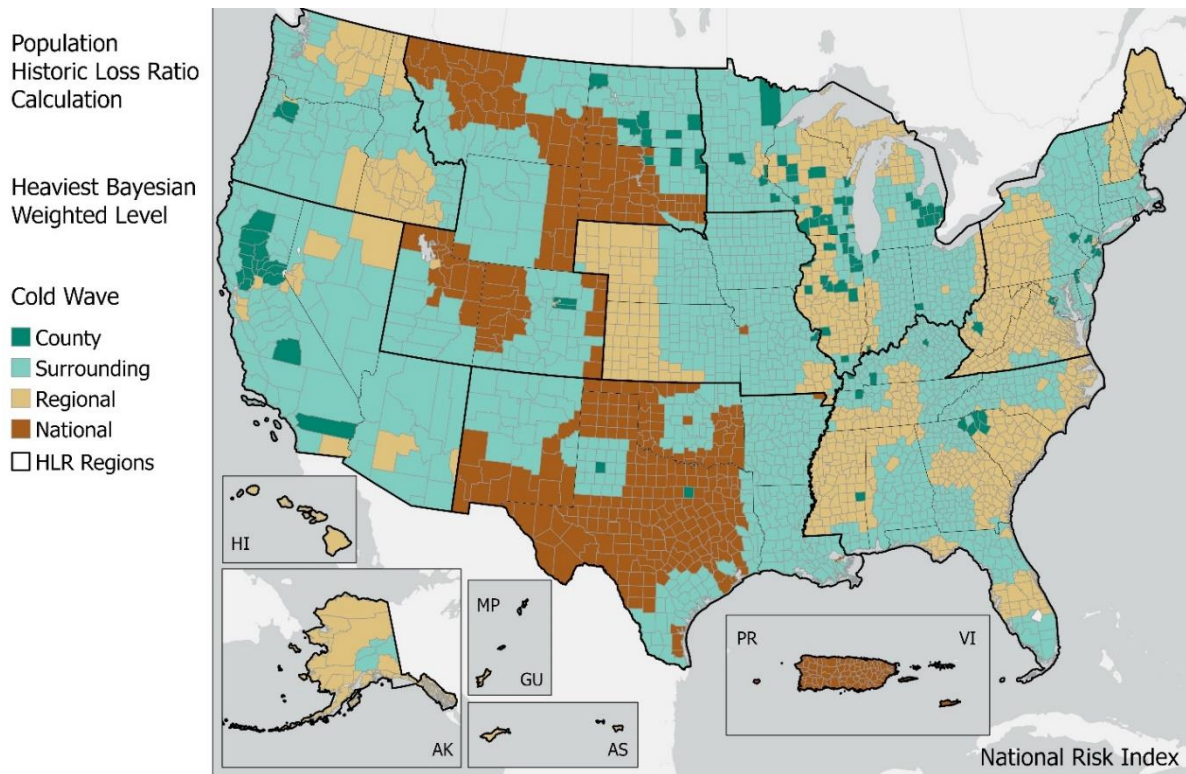 Population
Historic Loss Ratio
Calculation
Heaviest Bayesian
Weighted Level
Cold Wave
County
Surrounding
Regional
National
HLR Regions
HI
AK
MP
GU
AS
PR
VI
National Risk Index